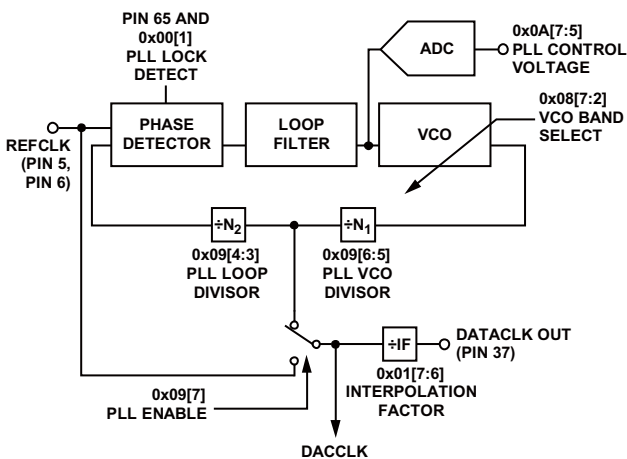 PIN 65 AND
0x00[1]
PLL LOCK
DETECT
ADC
0x0A[7:5]
PLL CONTROL
VOLTAGE
0x08[7:2]
VCO BAND
SELECT
REFCLK
(PIN 5,
PIN 6)
PHASE
DETECTOR
LOOP
FILTER
VCO
÷N₂
0x09[4:3]
PLL LOOP
DIVISOR
÷N₁
0x09[6:5]
PLL VCO
DIVISOR
÷IF
0x01[7:6]
INTERPOLATION
FACTOR
DATACLK OUT
(PIN 37)
0x09[7]
PLL ENABLE
DACCLK